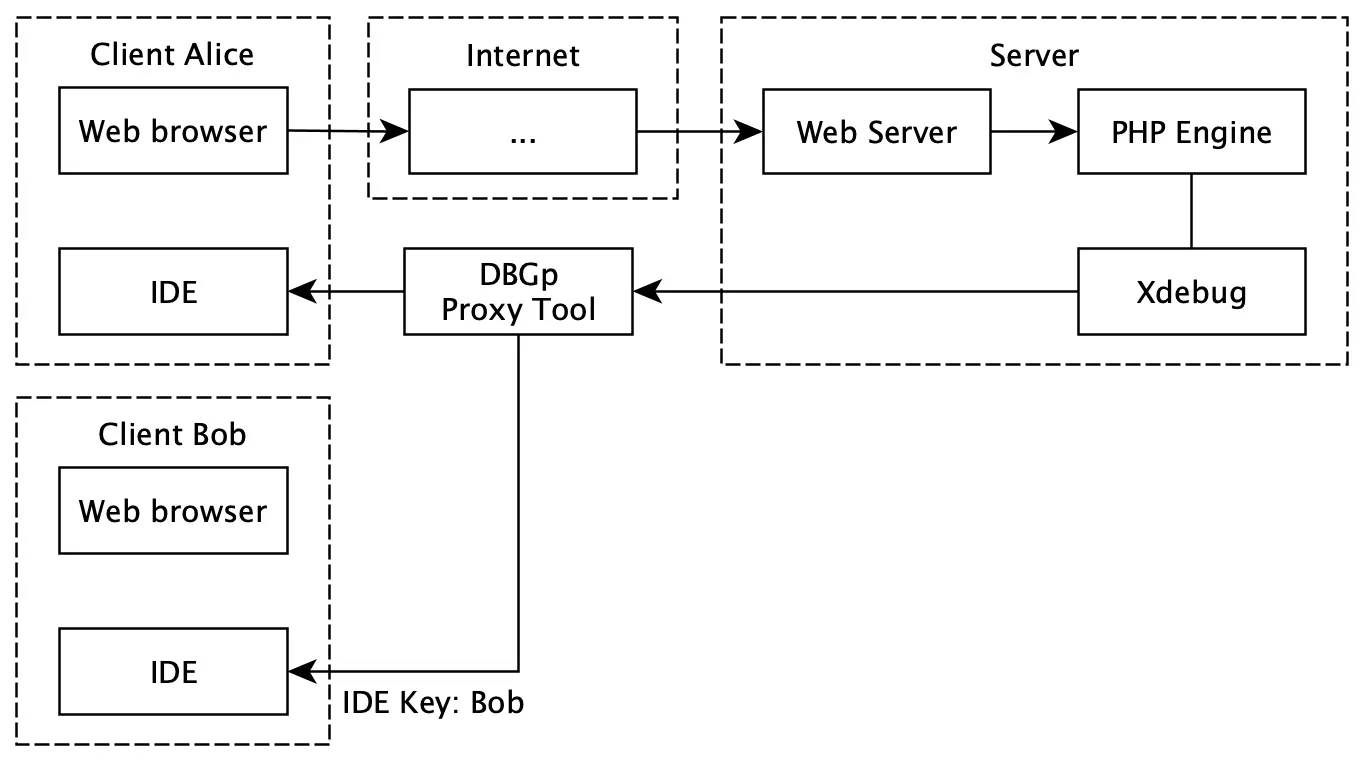 Client Alice
Web browser
IDE
Internet
...
DBGp
Proxy Tool
Server
Web Server
PHP Engine
Xdebug
Client Bob
Web browser
IDE
IDE Key: Bob